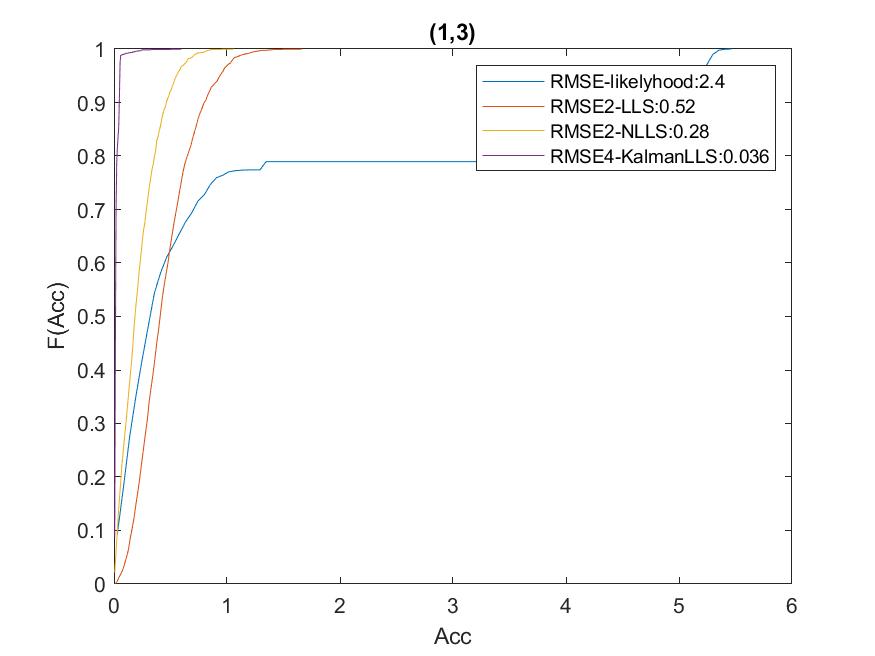 (1,3)
1
0.9
0.8
0.7
0.6
0.5
0.4
0.3
0.2
0.1
0
F(Acc)
RMSE-likelyhood:2.4
RMSE2-LLS:0.52
RMSE2-NLLS:0.28
RMSE4-KalmanLLS:0.036
0 1 2 3 4 5 6
Acc